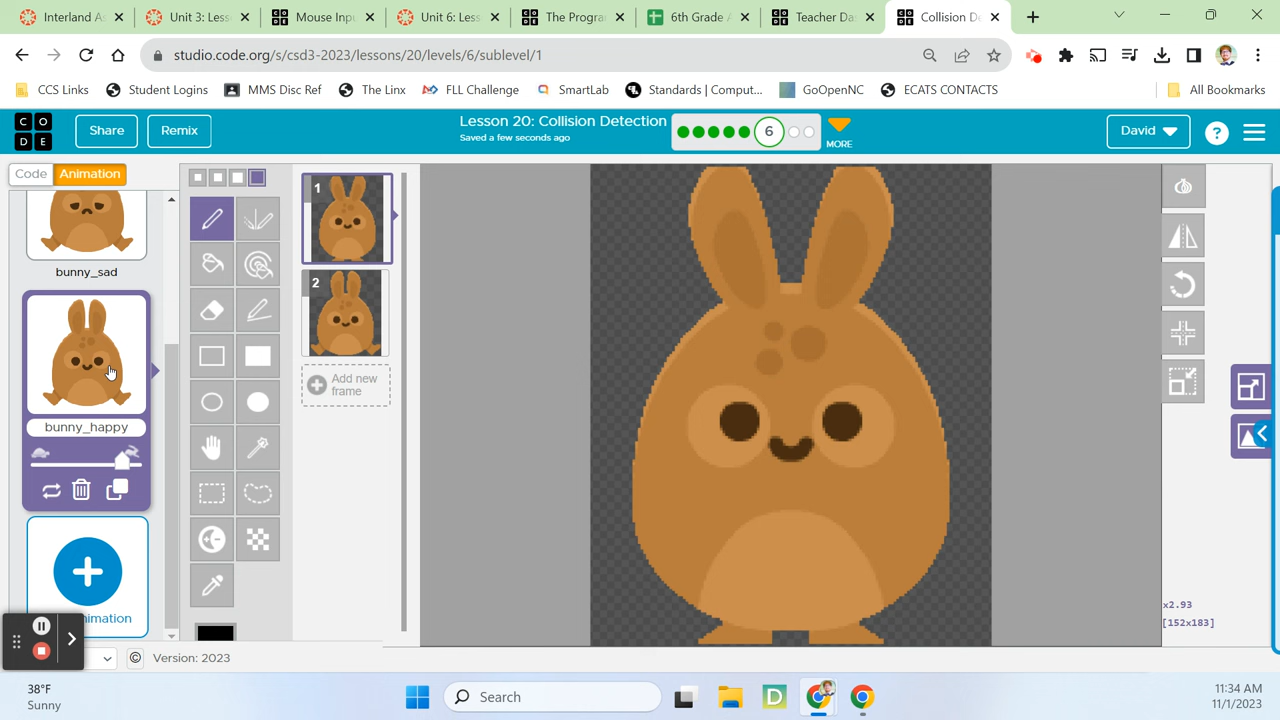 Interland As
Unit 3: Less
Mouse Inpu
Unit 6: Less
The Progra
6th Grade A
Teacher Da
Collision De
studio.code.org/s/csd3-2023/lessons/20/levels/6/sublevel/1
CCS Links
Student Logins
MMS Disc Ref
The Linx
FLL Challenge
SmartLab
Standards | Comput...
GoOpenNC
ECATS CONTACTS
All Bookmarks
C O
D E
Share
Remix
Lesson 20: Collision Detection
Saved a few seconds ago
6
MORE
David
?
Code
Animation
bunny_sad
bunny_happy
nimation
1
2
Add new
frame
x2.93
[152x183]
© Version: 2023
38°F
Sunny
Search
D
11:34 AM
11/1/2023